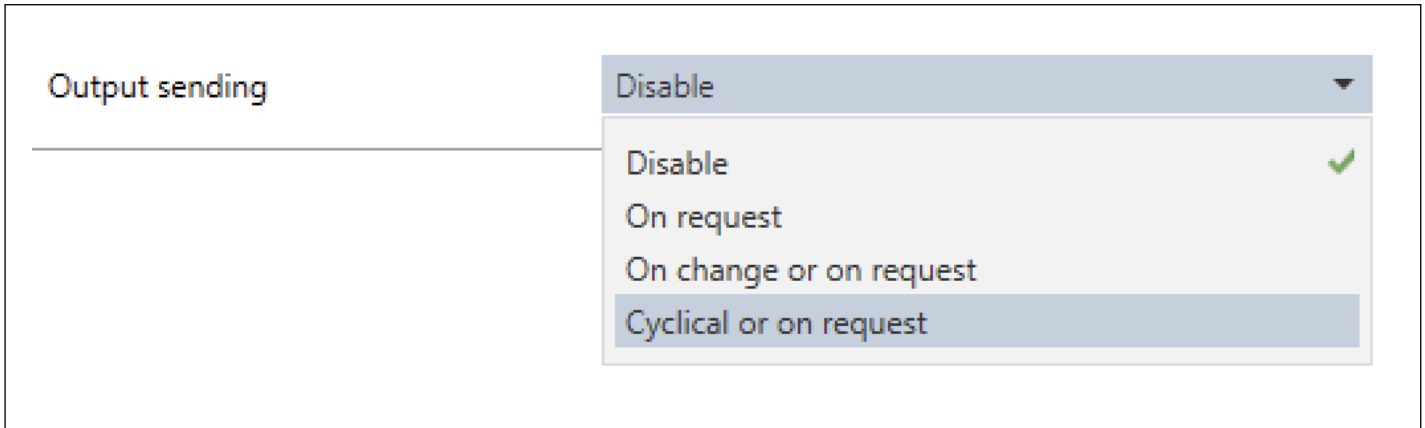 Output sending Disable
Disable
On request
On change or on request
Cyclical or on request